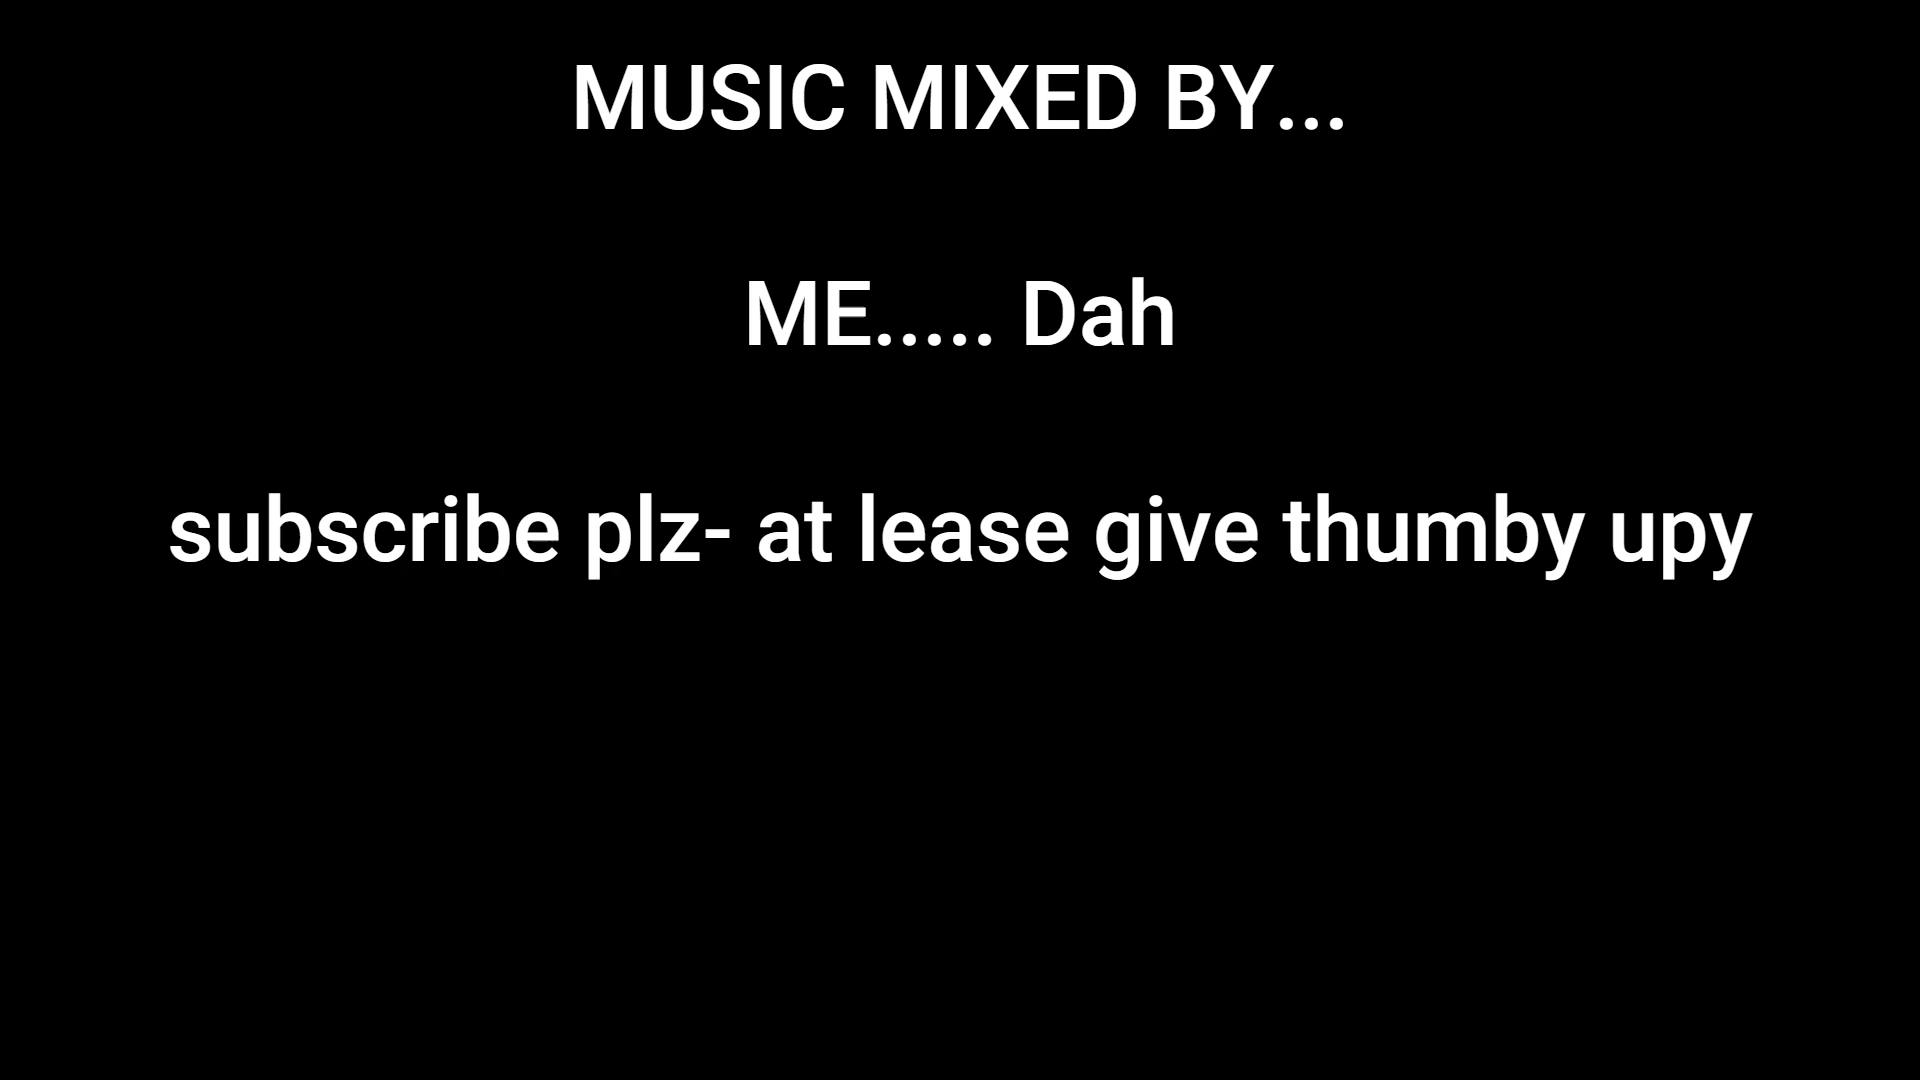 MUSIC MIXED BY...
ME..... Dah
subscribe plz- at lease give thumby upy